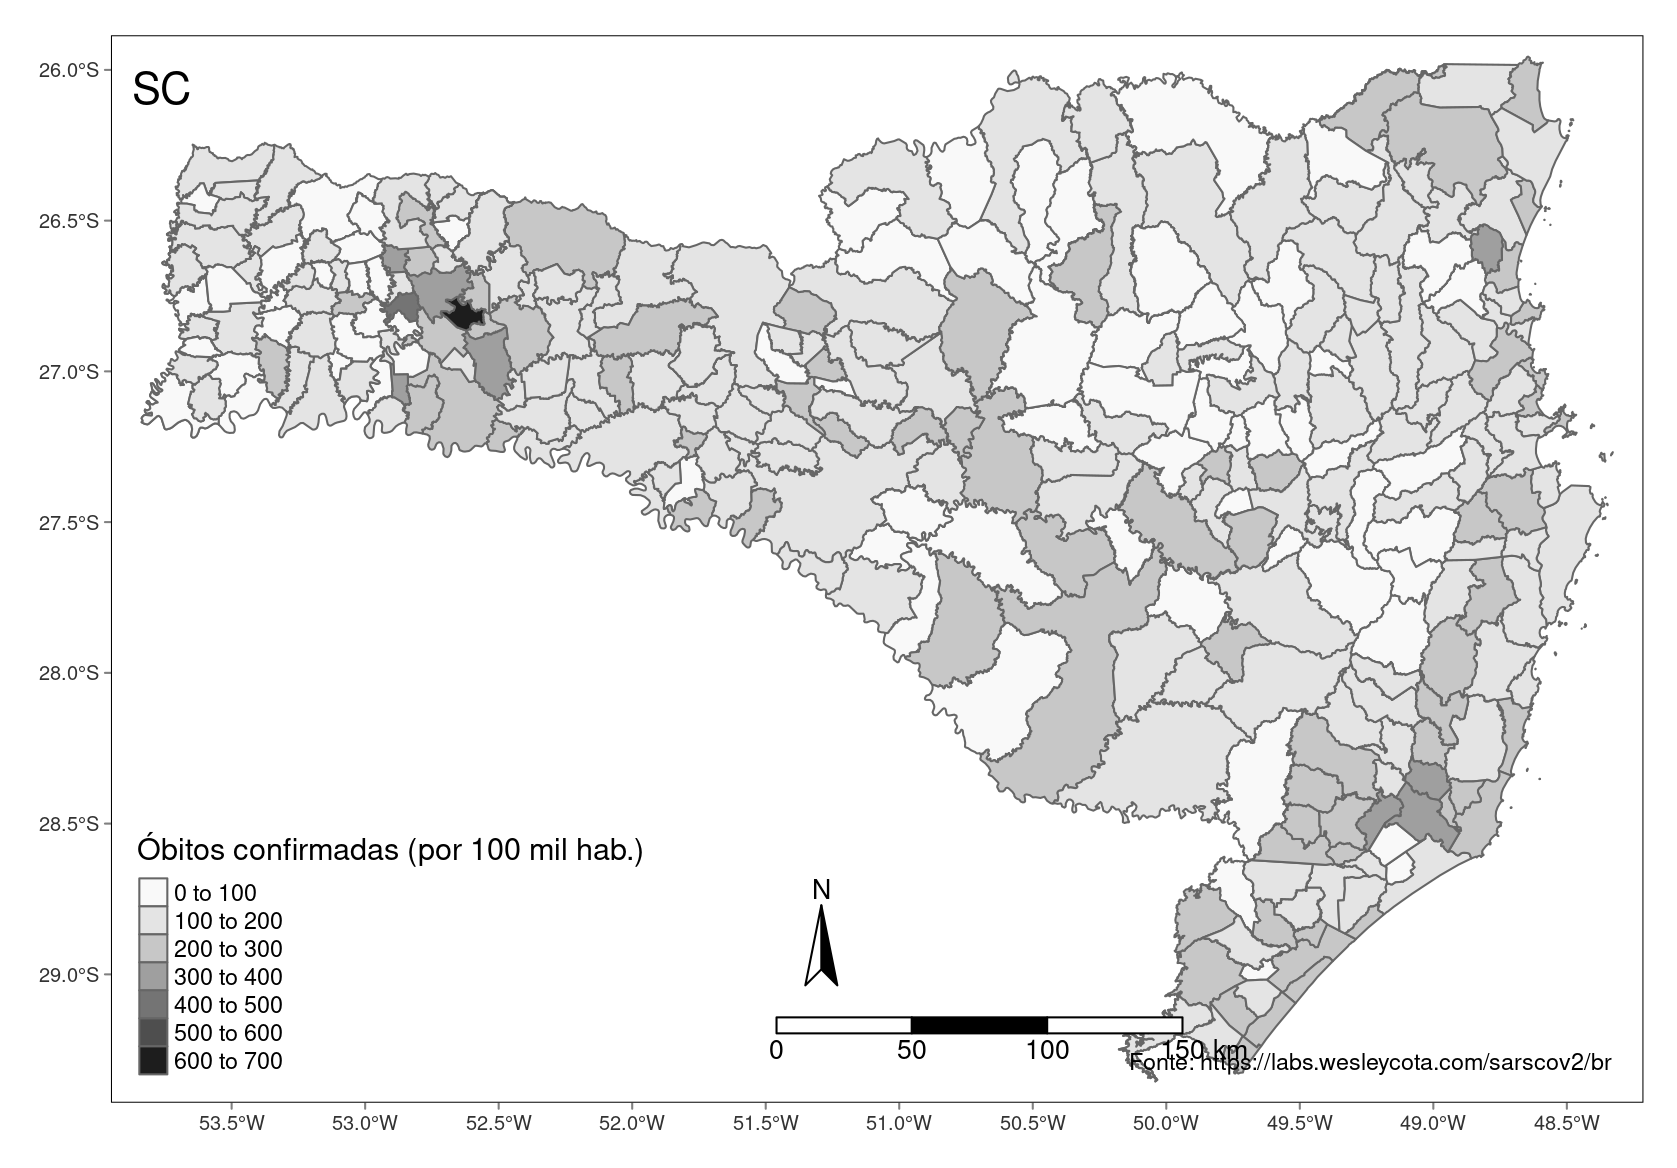 SC
26.0°S
26.5°S
27.0°S
27.5°S
28.0°S
28.5°S
29.0°S
Óbitos confirmadas (por 100 mil hab.)
0 to 100
100 to 200
200 to 300
300 to 400
400 to 500
500 to 600
600 to 700
N
0 50 100 150 km
Fonte: https://labs.wesleycota.com/sarscov2/br
53.5°W 53.0°W 52.5°W 52.0°W 51.5°W 51.0°W 50.5°W 50.0°W 49.5°W 49.0°W 48.5°W